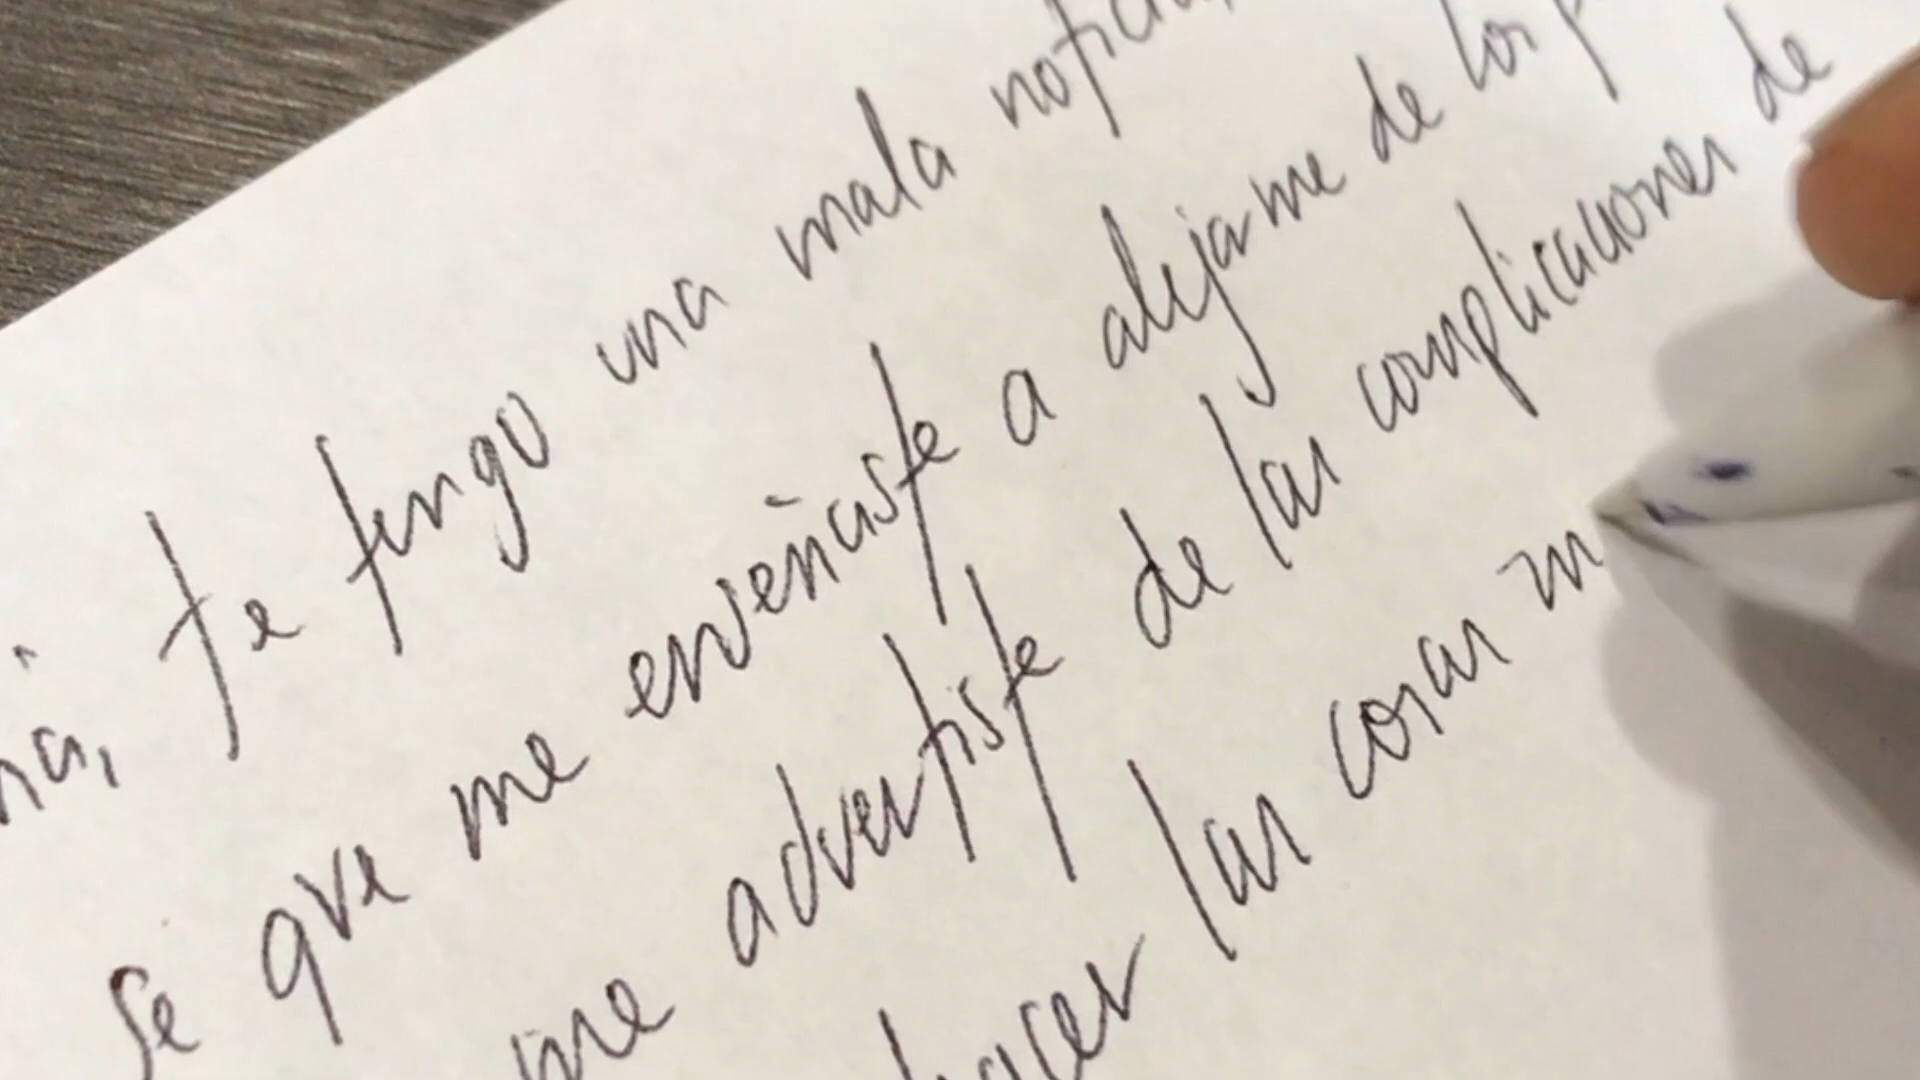 te tengo una mala noticia,
Se que me enseñaste a alejarme de los
me advertiste de las complicaciones de
hacer las cosas m